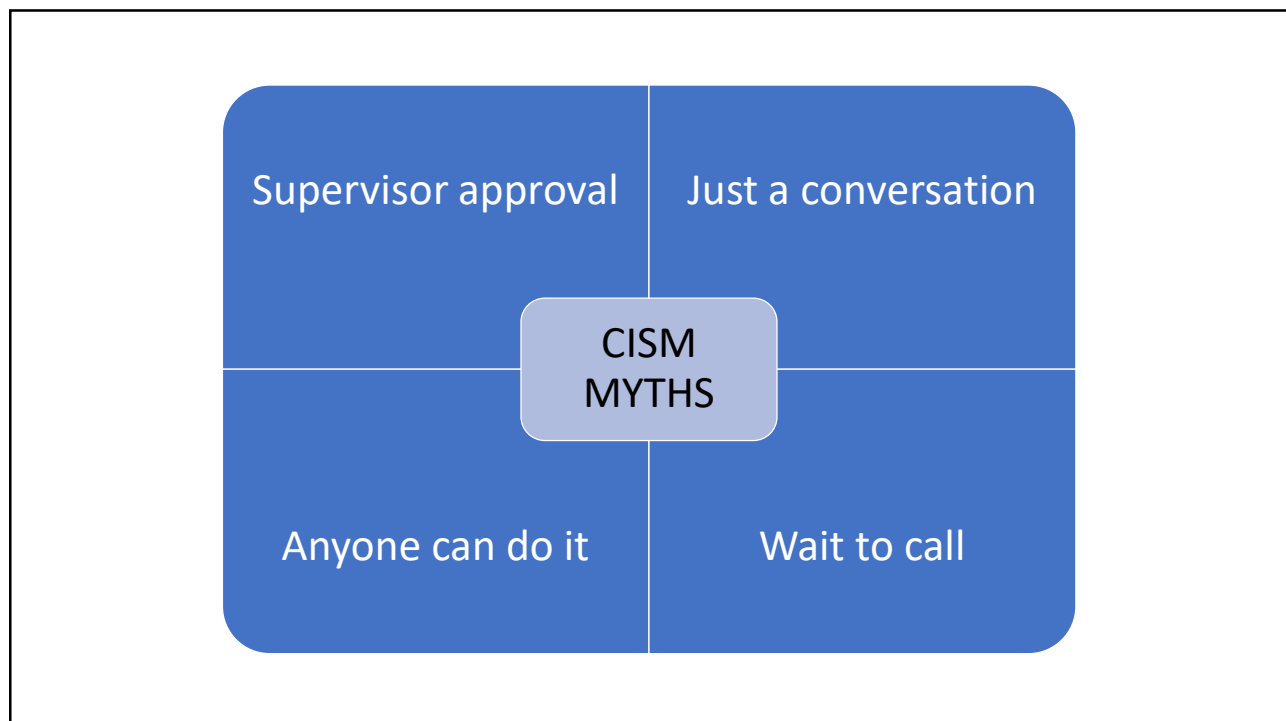 Supervisor approval
Just a conversation
CISM
MYTHS
Anyone can do it
Wait to call